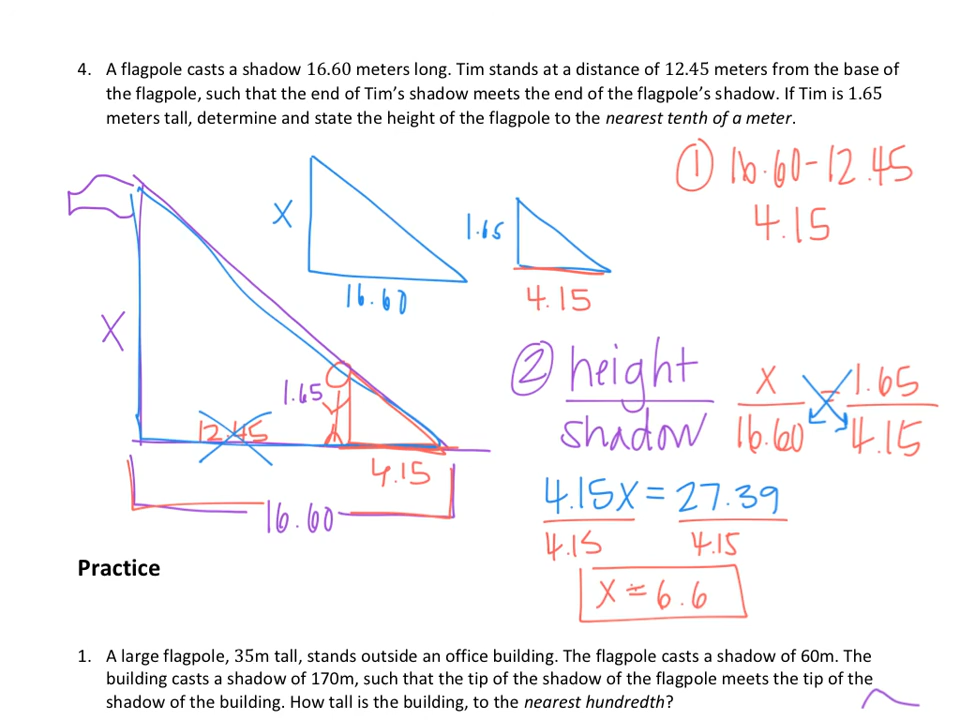 4. A flagpole casts a shadow 16.60 meters long. Tim stands at a distance of 12.45 meters from the base of
the flagpole, such that the end of Tim's shadow meets the end of the flagpole's shadow. If Tim is 1.65
meters tall, determine and state the height of the flagpole to the nearest tenth of a meter.
① 16.60-12.45
4.15
X
16.60
1.65
4.15
X
1.65
12.45
4.15
16.60
② height
shadow
X
16.60
=
1.65
4.15
4.15X = 27.39
4.15 4.15
X = 6.6
Practice
1. A large flagpole, 35m tall, stands outside an office building. The flagpole casts a shadow of 60m. The
building casts a shadow of 170m, such that the tip of the shadow of the flagpole meets the tip of the
shadow of the building. How tall is the building, to the nearest hundredth?